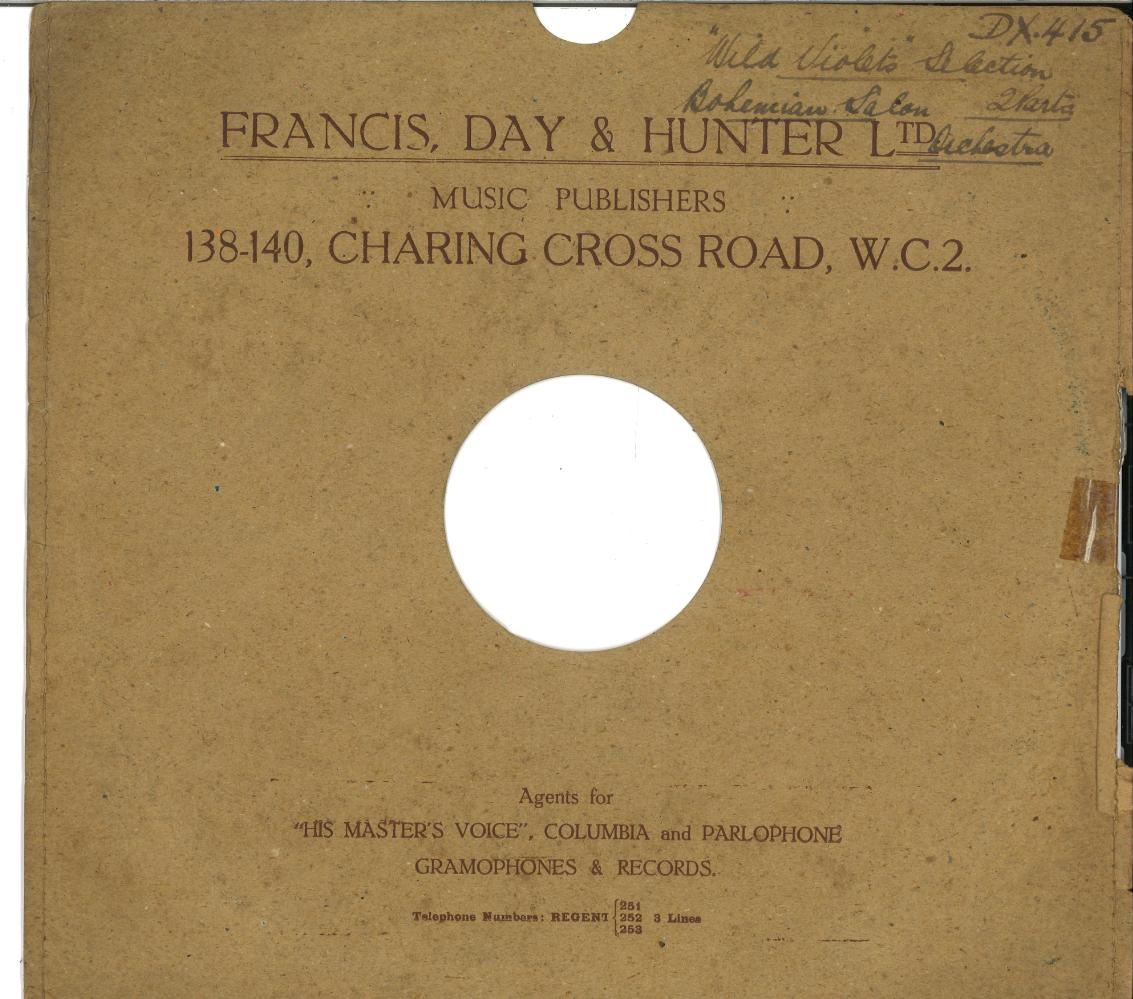 DX.415
"Wild Violets" Selection
Bohemian Salon 2 Parts
Orchestra
FRANCIS, DAY & HUNTER LTD
MUSIC PUBLISHERS
138-140, CHARING CROSS ROAD, W.C.2.
Agents for
"HIS MASTER'S VOICE", COLUMBIA and PARLOPHONE
GRAMOPHONES & RECORDS.
Telephone Numbers: REGENT { 251
252 3 Lines
253